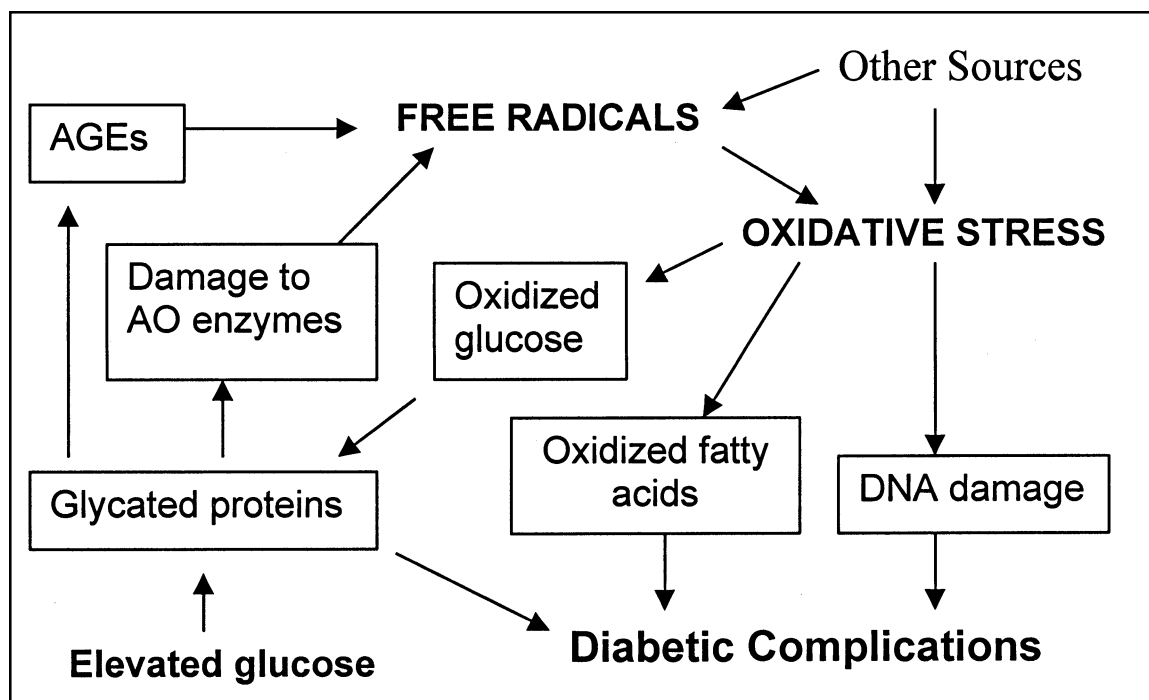 Other Sources
FREE RADICALS
AGEs
OXIDATIVE STRESS
Damage to
AO enzymes
Oxidized
glucose
Oxidized fatty
acids
DNA damage
Glycated proteins
Elevated glucose
Diabetic Complications